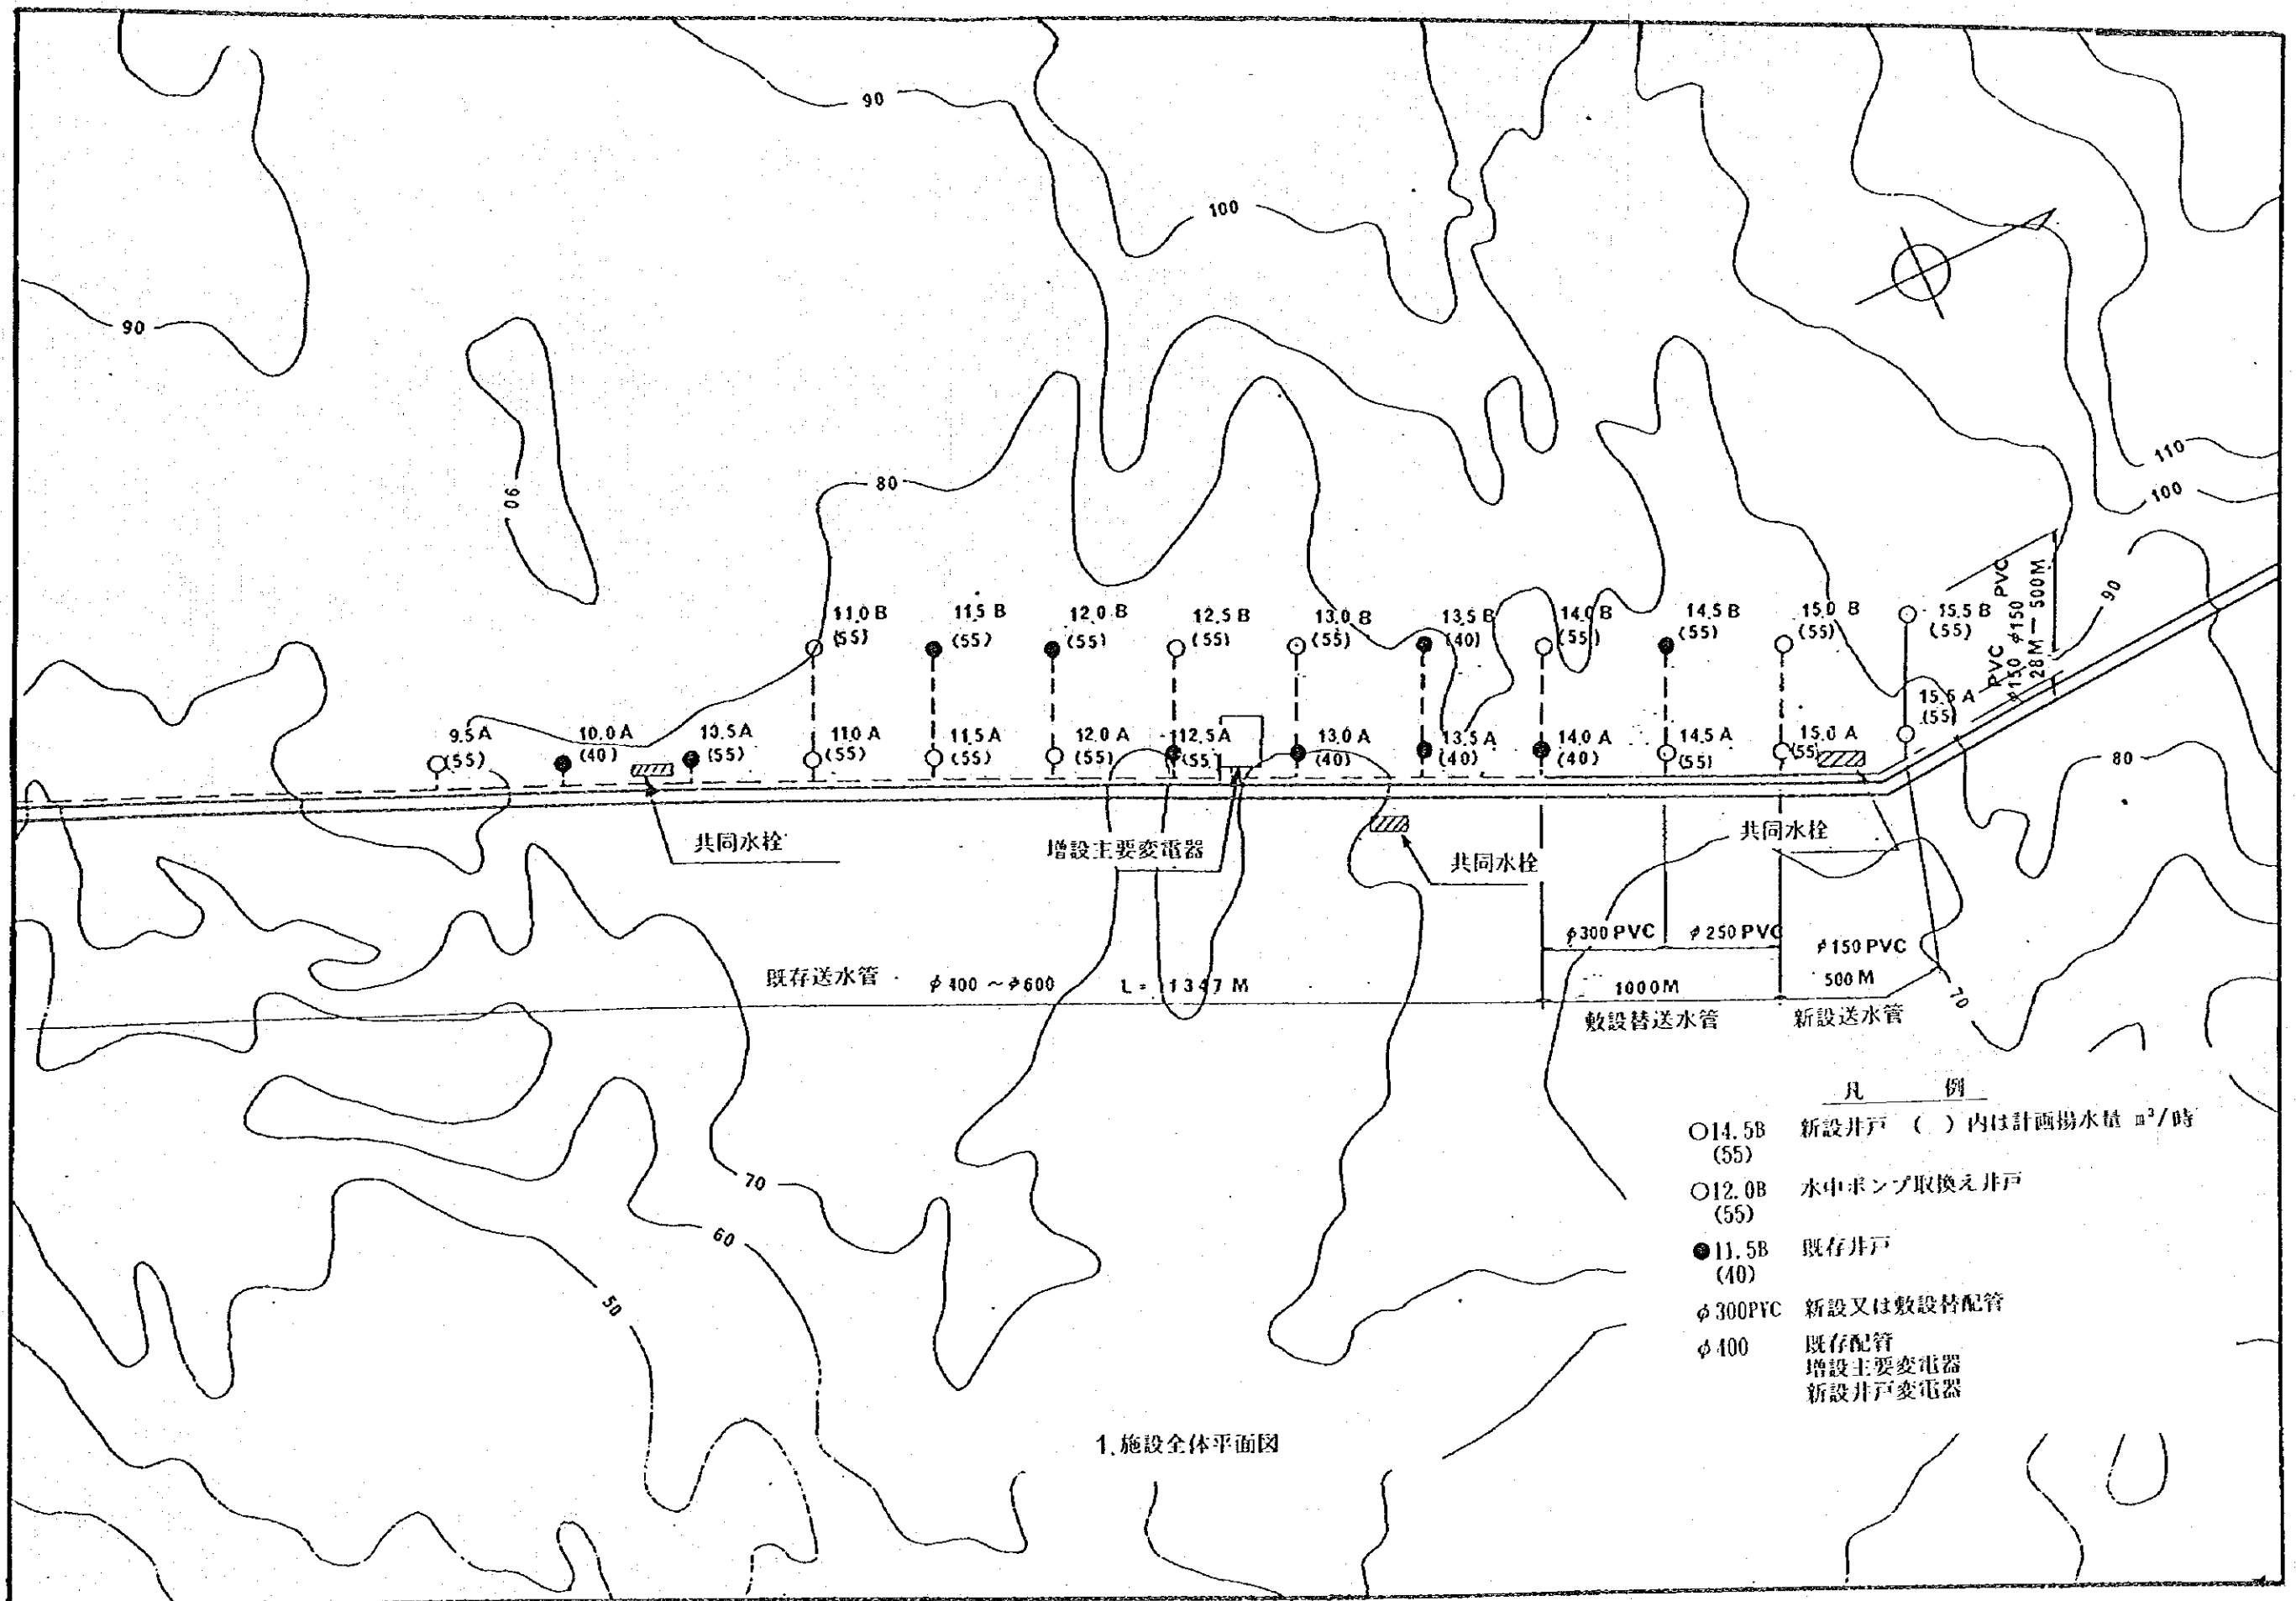 90
100
90
80
90
110
100
90
11.0 B
(55)
11.5 B
(55)
12.0 B
(55)
12.5 B
(55)
13.0 B
(55)
13.5 B
(40)
14.0 B
(55)
14.5 B
(55)
15.0 B
(55)
15.5 B
(55)
PVC PVC
φ150 φ150
28M — 500M
9.5 A
(55)
10.0 A
(40)
10.5 A
(55)
11.0 A
(55)
11.5 A
(55)
12.0 A
(55)
12.5 A
(55)
13.0 A
(40)
13.5 A
(40)
14.0 A
(40)
14.5 A
(55)
15.0 A
(55)
15.5 A
(55)
80
共同水栓
増設主要変電器
共同水栓
共同水栓
φ300 PVC
φ250 PVC
φ150 PVC
既存送水管 φ400 ~ φ600 L = 1347 M
1000M
500 M
70
敷設替送水管
新設送水管
凡 例
○14.5B 新設井戸 ( ) 内は計画揚水量 m³/時
(55)
○12.0B 水中ポンプ取換え井戸
(55)
●11.5B 既存井戸
(40)
φ300PVC 新設又は敷設替配管
φ400 既存配管
増設主要変電器
新設井戸変電器
70
60
50
1.施設全体平面図